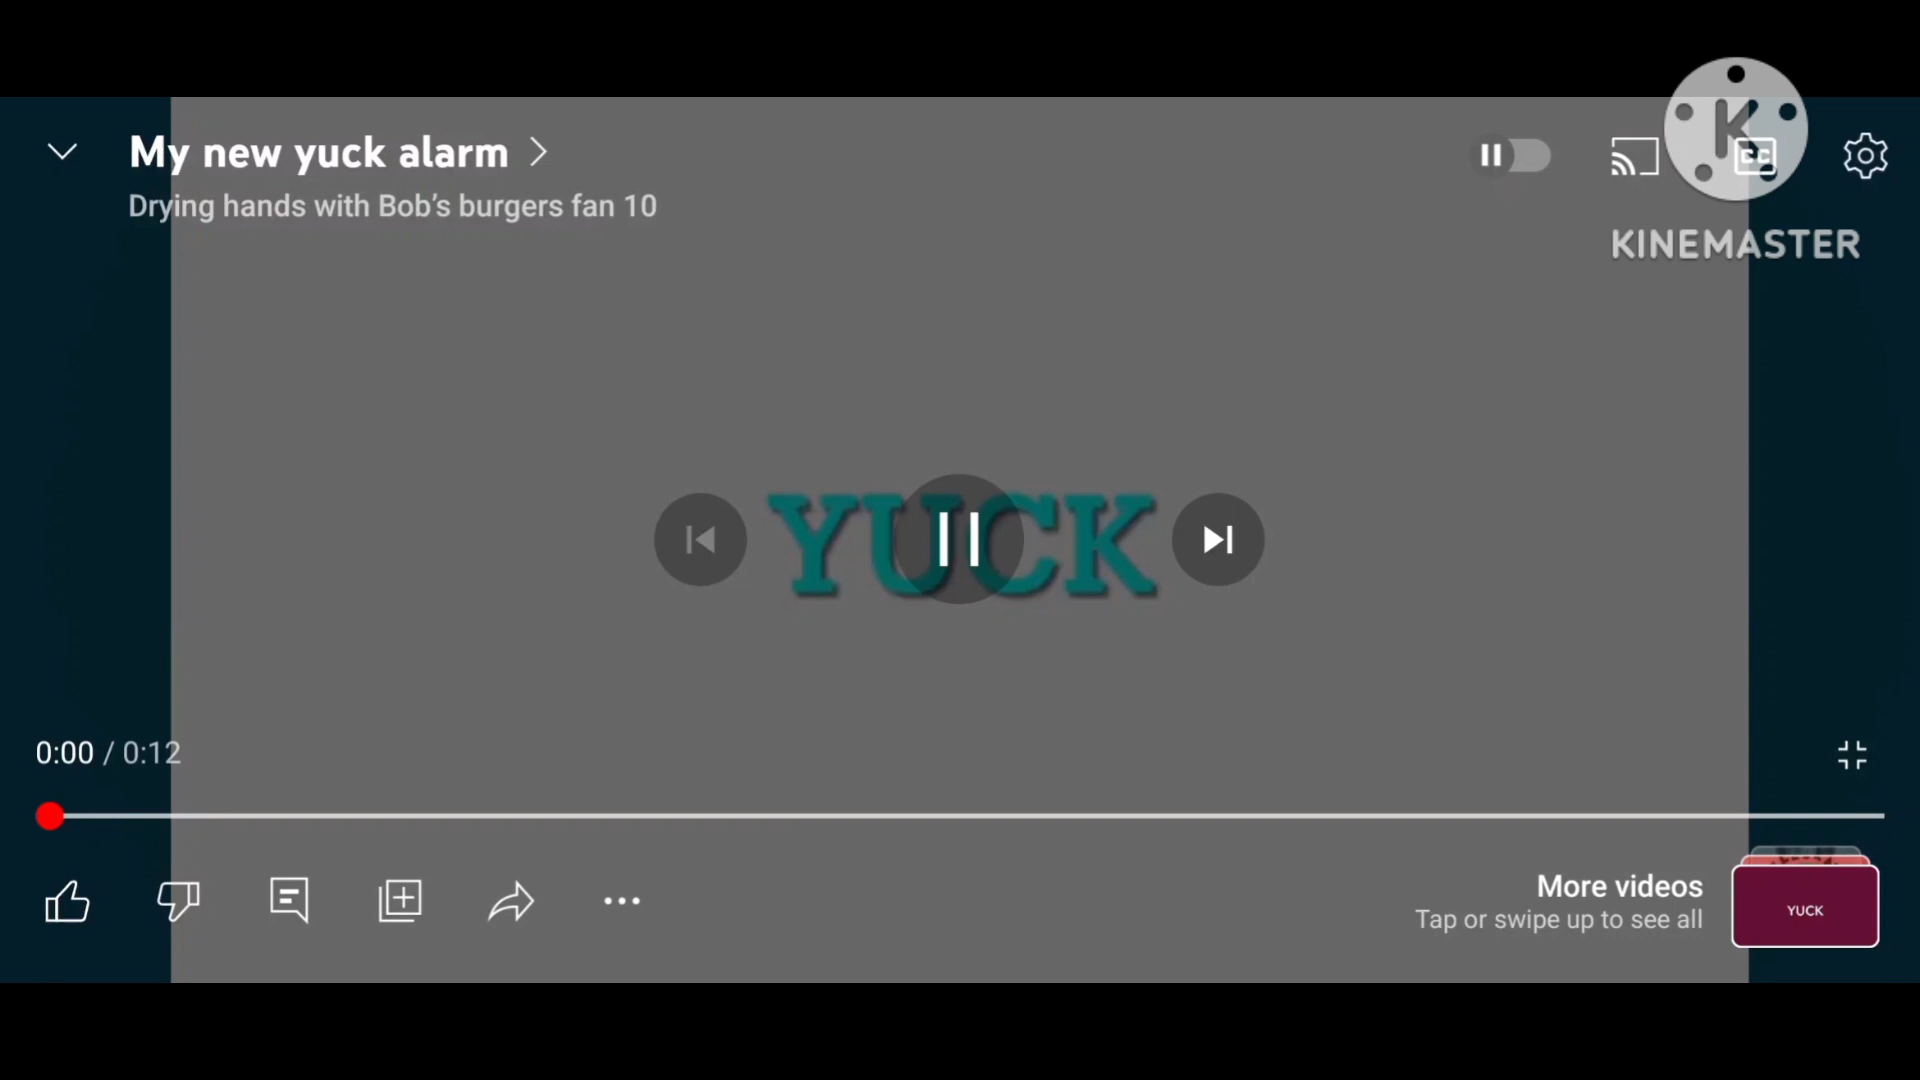 My new yuck alarm
Drying hands with Bob’s burgers fan 10
K
CC
KINEMASTER
YUCK
0:00 / 0:12
More videos
Tap or swipe up to see all
YUCK